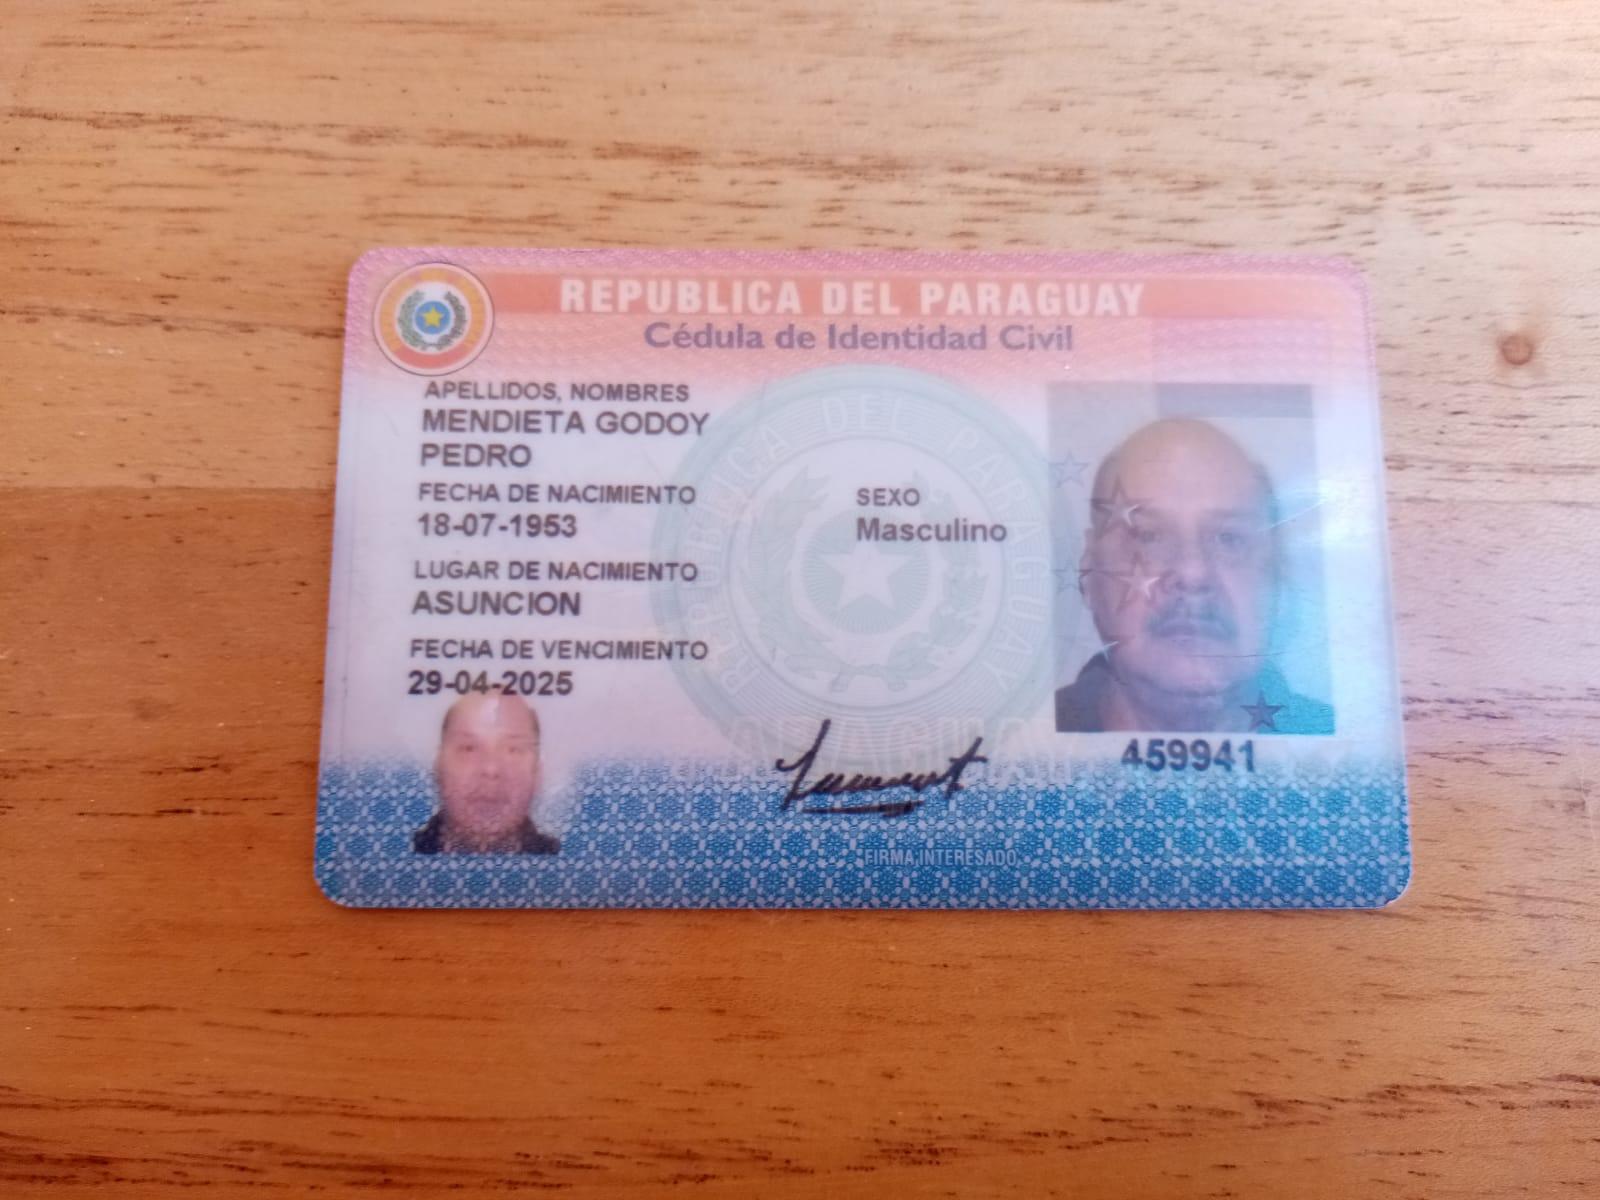 REPUBLICA DEL PARAGUAY
Cédula de Identidad Civil
APELLIDOS, NOMBRES
MENDIETA GODOY
PEDRO
FECHA DE NACIMIENTO
18-07-1953
SEXO
Masculino
LUGAR DE NACIMIENTO
ASUNCION
FECHA DE VENCIMIENTO
29-04-2025
459941
FIRMA INTERESADO
REPUBLICA DEL PARAGUAY